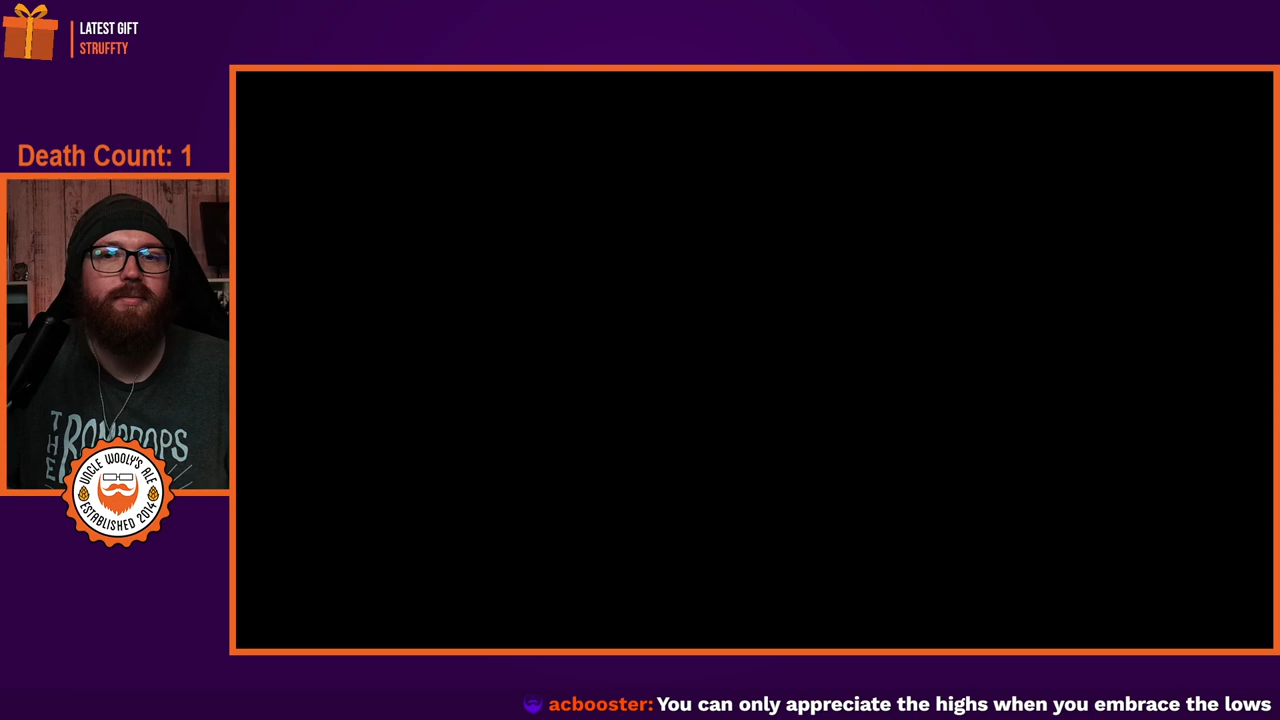 LATEST GIFT
STRUFFTY
Death Count: 1
THE
UNCLE WOOLY'S ALE
ESTABLISHED 2014
acbooster: You can only appreciate the highs when you embrace the lows